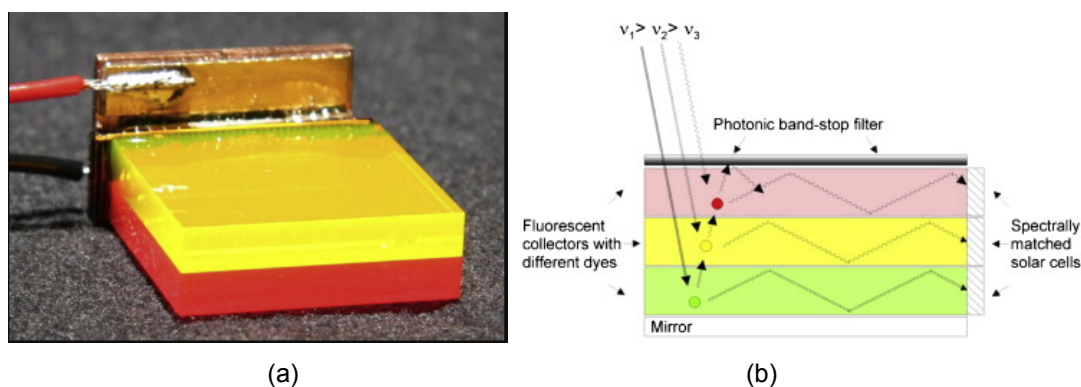 ν₁> ν₂> ν₃
Photonic band-stop filter
Fluorescent
collectors with
different dyes
Spectrally
matched
solar cells
Mirror
(a)
(b)